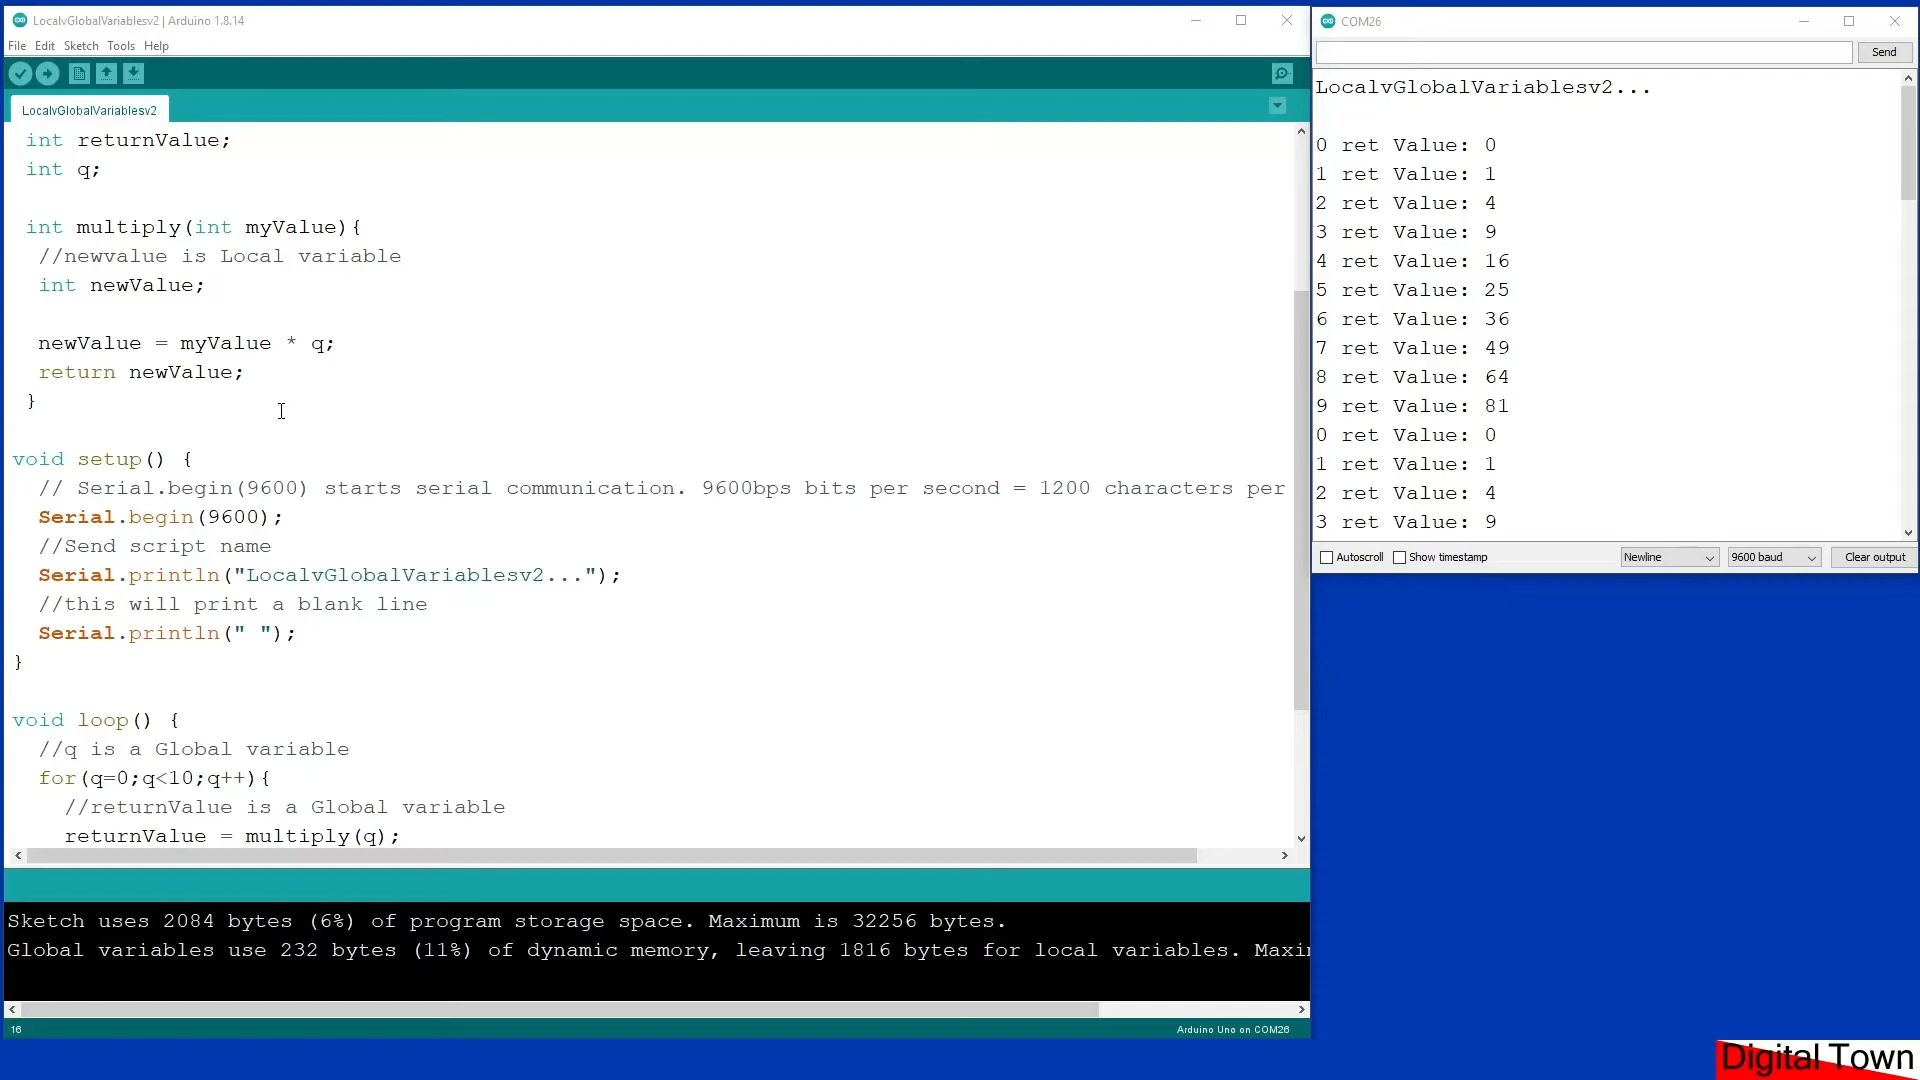 LocalvGlobalVariablesv2 | Arduino 1.8.14
File Edit Sketch Tools Help
LocalvGlobalVariablesv2
int returnValue;
int q;
int multiply(int myValue){
//newvalue is Local variable
int newValue;
newValue = myValue * q;
return newValue;
}
void setup() {
// Serial.begin(9600) starts serial communication. 9600bps bits per second = 1200 characters per
Serial.begin(9600);
//Send script name
Serial.println("LocalvGlobalVariablesv2...");
//this will print a blank line
Serial.println(" ");
}
void loop() {
//q is a Global variable
for(q=0;q<10;q++){
//returnValue is a Global variable
returnValue = multiply(q);
Sketch uses 2084 bytes (6%) of program storage space. Maximum is 32256 bytes.
Global variables use 232 bytes (11%) of dynamic memory, leaving 1816 bytes for local variables. Maxi
16
Arduino Uno on COM26
COM26
Send
LocalvGlobalVariablesv2...
0 ret Value: 0
1 ret Value: 1
2 ret Value: 4
3 ret Value: 9
4 ret Value: 16
5 ret Value: 25
6 ret Value: 36
7 ret Value: 49
8 ret Value: 64
9 ret Value: 81
0 ret Value: 0
1 ret Value: 1
2 ret Value: 4
3 ret Value: 9
Autoscroll Show timestamp Newline 9600 baud Clear output
Digital Town